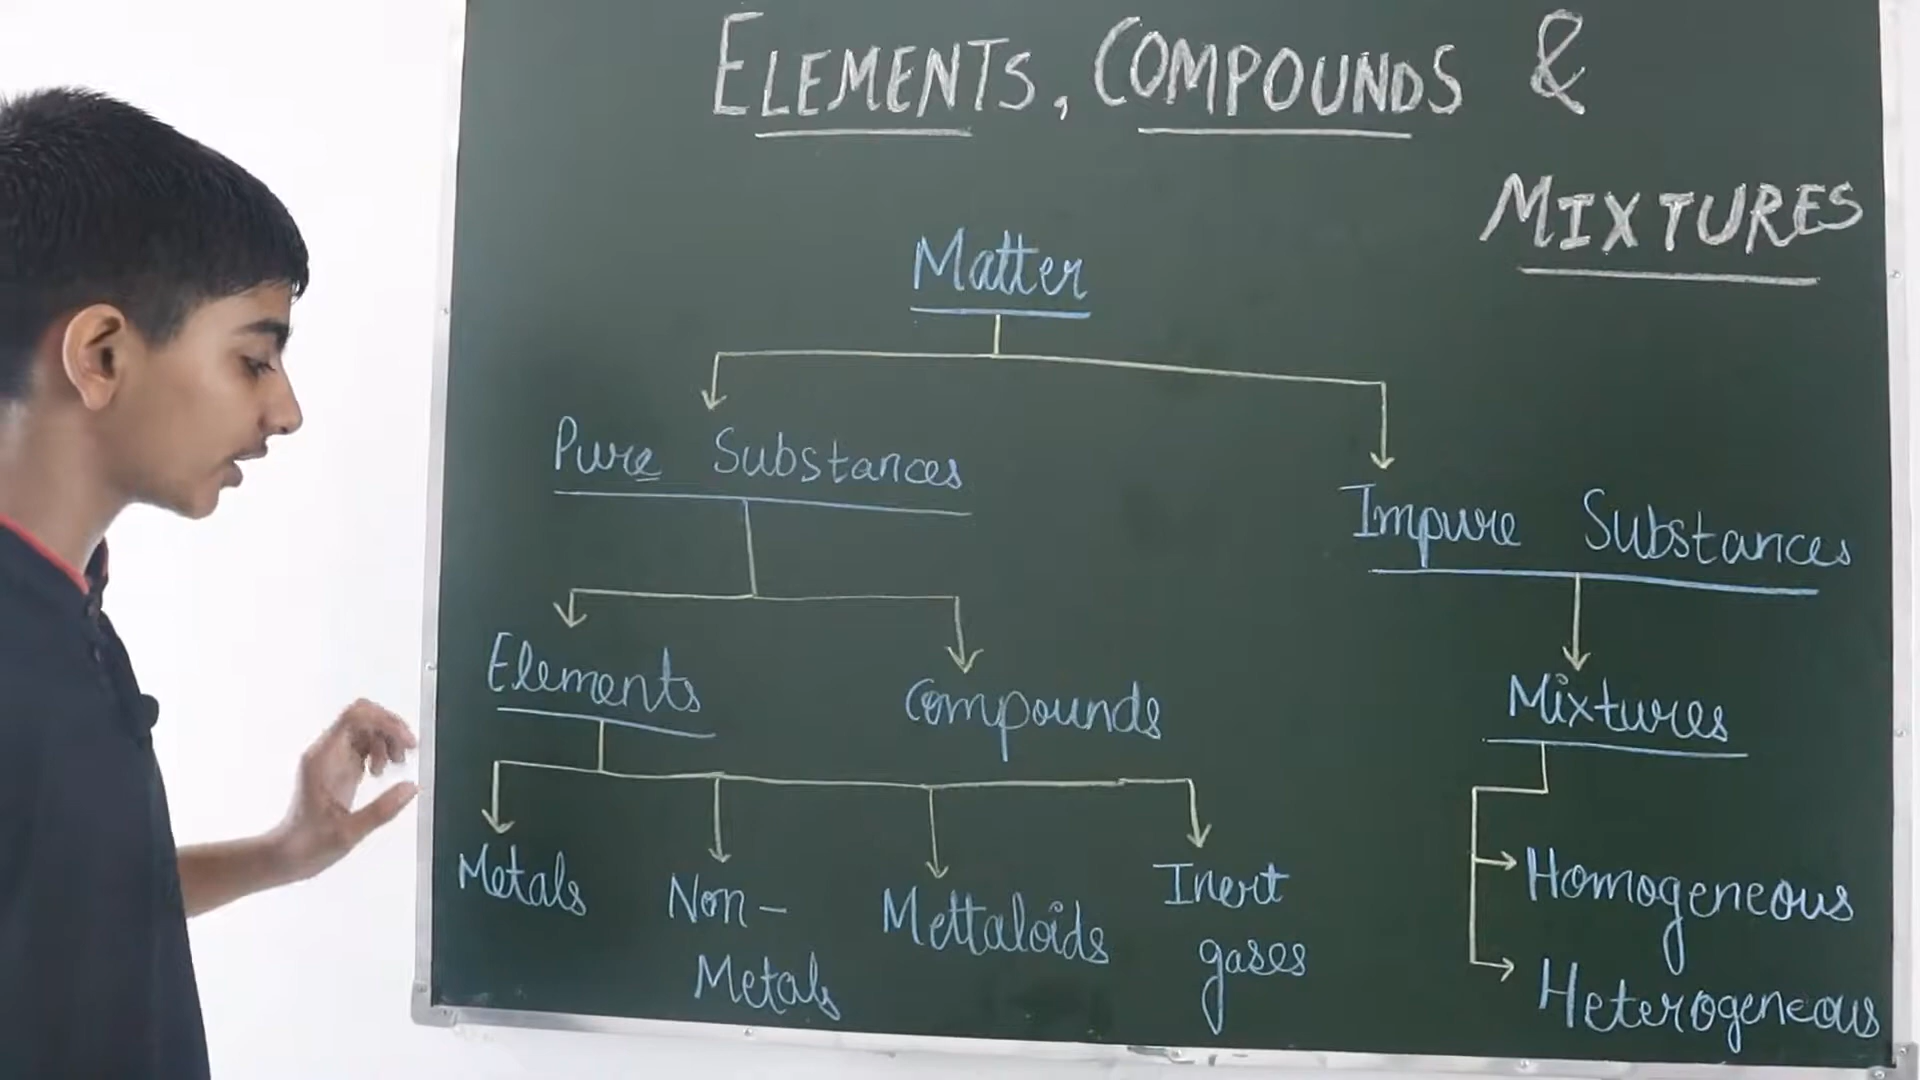 ELEMENTS, COMPOUNDS &
MIXTURES
Matter
Pure Substances
Impure Substances
Elements
Compounds
Mixtures
Metals
Non-
Metals
Mettaloids
Inert
gases
Homogeneous
Heterogeneous